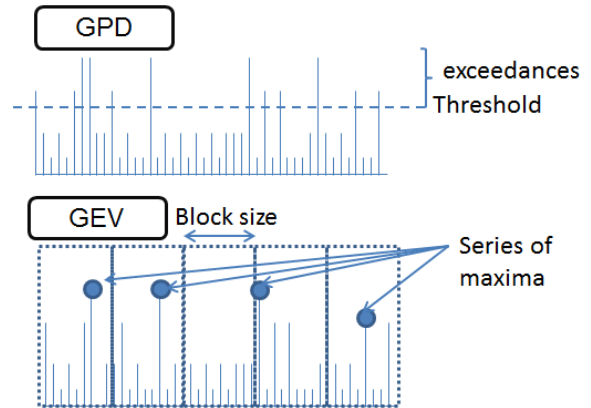 GPD
exceedances
Threshold
GEV
Block size
Series of
maxima